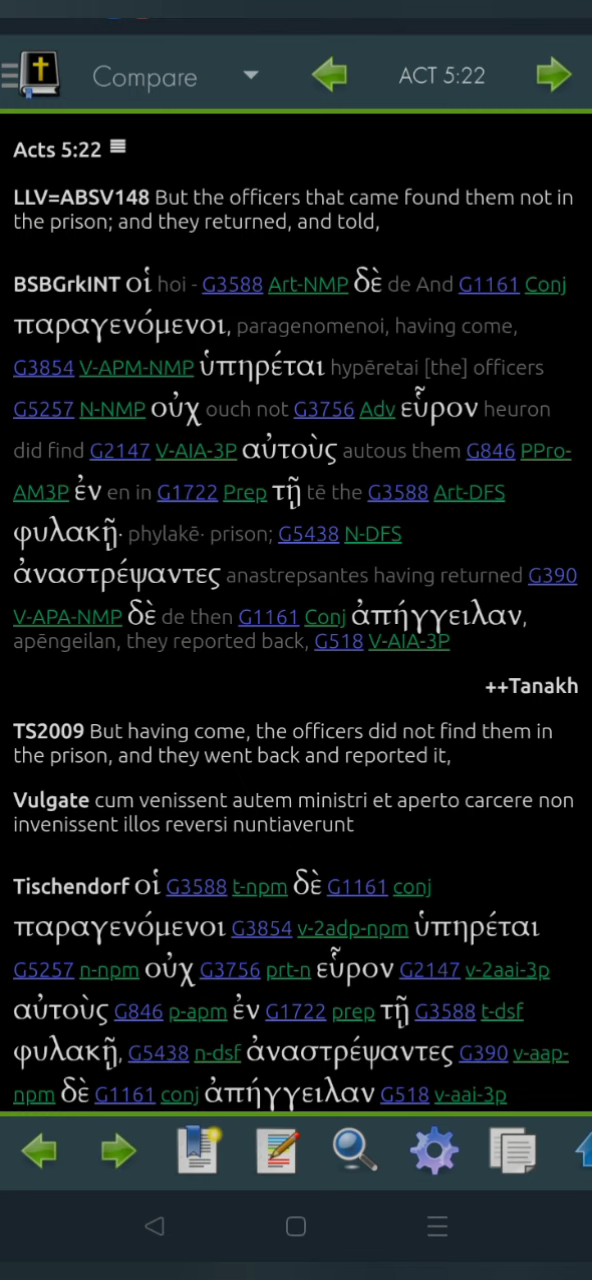 Compare
ACT 5:22
Acts 5:22
LLV=ABSV148 But the officers that came found them not in
the prison; and they returned, and told,
BSBGrkINT οἱ hoi - G3588 Art-NMP δὲ de And G1161 Conj
παραγενόμενοι, paragenomenoi, having come,
G3854 V-APM-NMP ὑπηρέται hypēretai [the] officers
G5257 N-NMP οὐχ ouch not G3756 Adv εὗρον heuron
did find G2147 V-AIA-3P αὐτοὺς autous them G846 PPro-
AM3P ἐν en in G1722 Prep τῇ tē the G3588 Art-DFS
φυλακῇ· phylakē· prison; G5438 N-DFS
ἀναστρέψαντες anastrepsantes having returned G390
V-APA-NMP δὲ de then G1161 Conj ἀπήγγειλαν,
apēngeilan, they reported back, G518 V-AIA-3P
++Tanakh
TS2009 But having come, the officers did not find them in
the prison, and they went back and reported it,
Vulgate cum venissent autem ministri et aperto carcere non
invenissent illos reversi nuntiaverunt
Tischendorf οἱ G3588 t-npm δὲ G1161 conj
παραγενόμενοι G3854 v-2adp-npm ὑπηρέται
G5257 n-npm οὐχ G3756 prt-n εὗρον G2147 v-2aai-3p
αὐτοὺς G846 p-apm ἐν G1722 prep τῇ G3588 t-dsf
φυλακῇ, G5438 n-dsf ἀναστρέψαντες G390 v-aap-
npm δὲ G1161 conj ἀπήγγειλαν G518 v-aai-3p